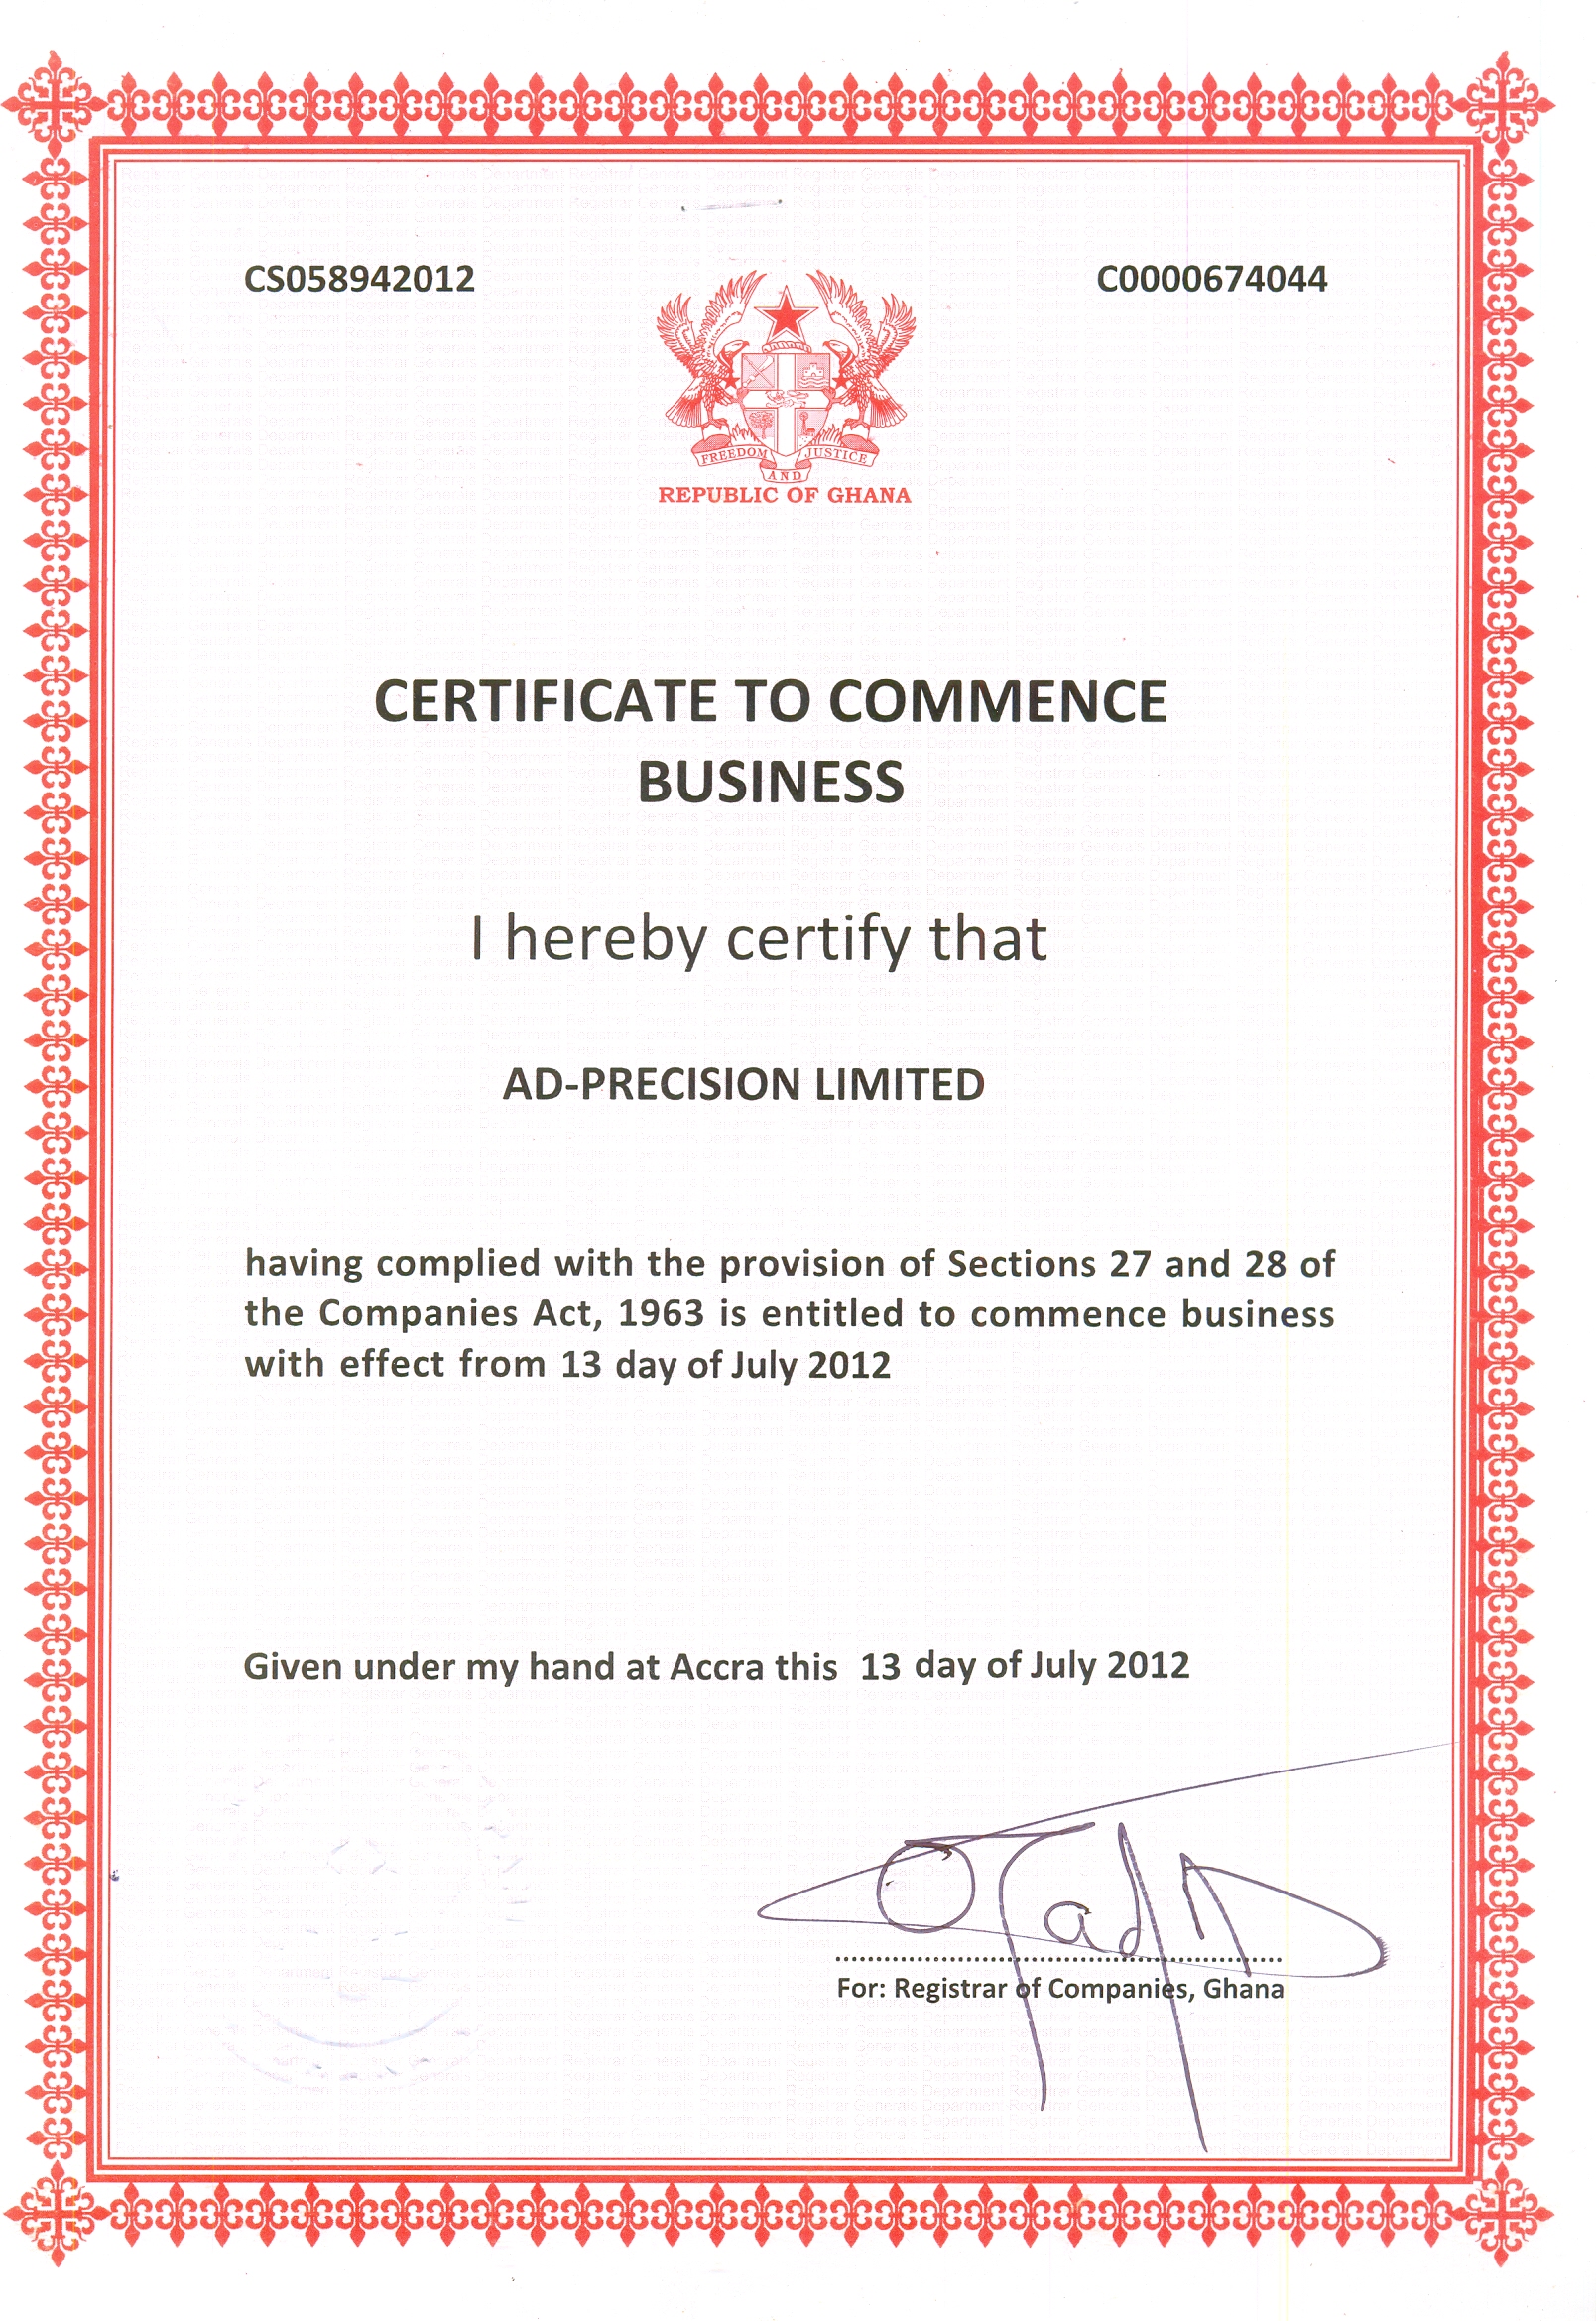 CS058942012
C0000674044
FREEDOM AND JUSTICE
REPUBLIC OF GHANA
CERTIFICATE TO COMMENCE
BUSINESS
I hereby certify that
AD-PRECISION LIMITED
having complied with the provision of Sections 27 and 28 of
the Companies Act, 1963 is entitled to commence business
with effect from 13 day of July 2012
Given under my hand at Accra this 13 day of July 2012
For: Registrar of Companies, Ghana